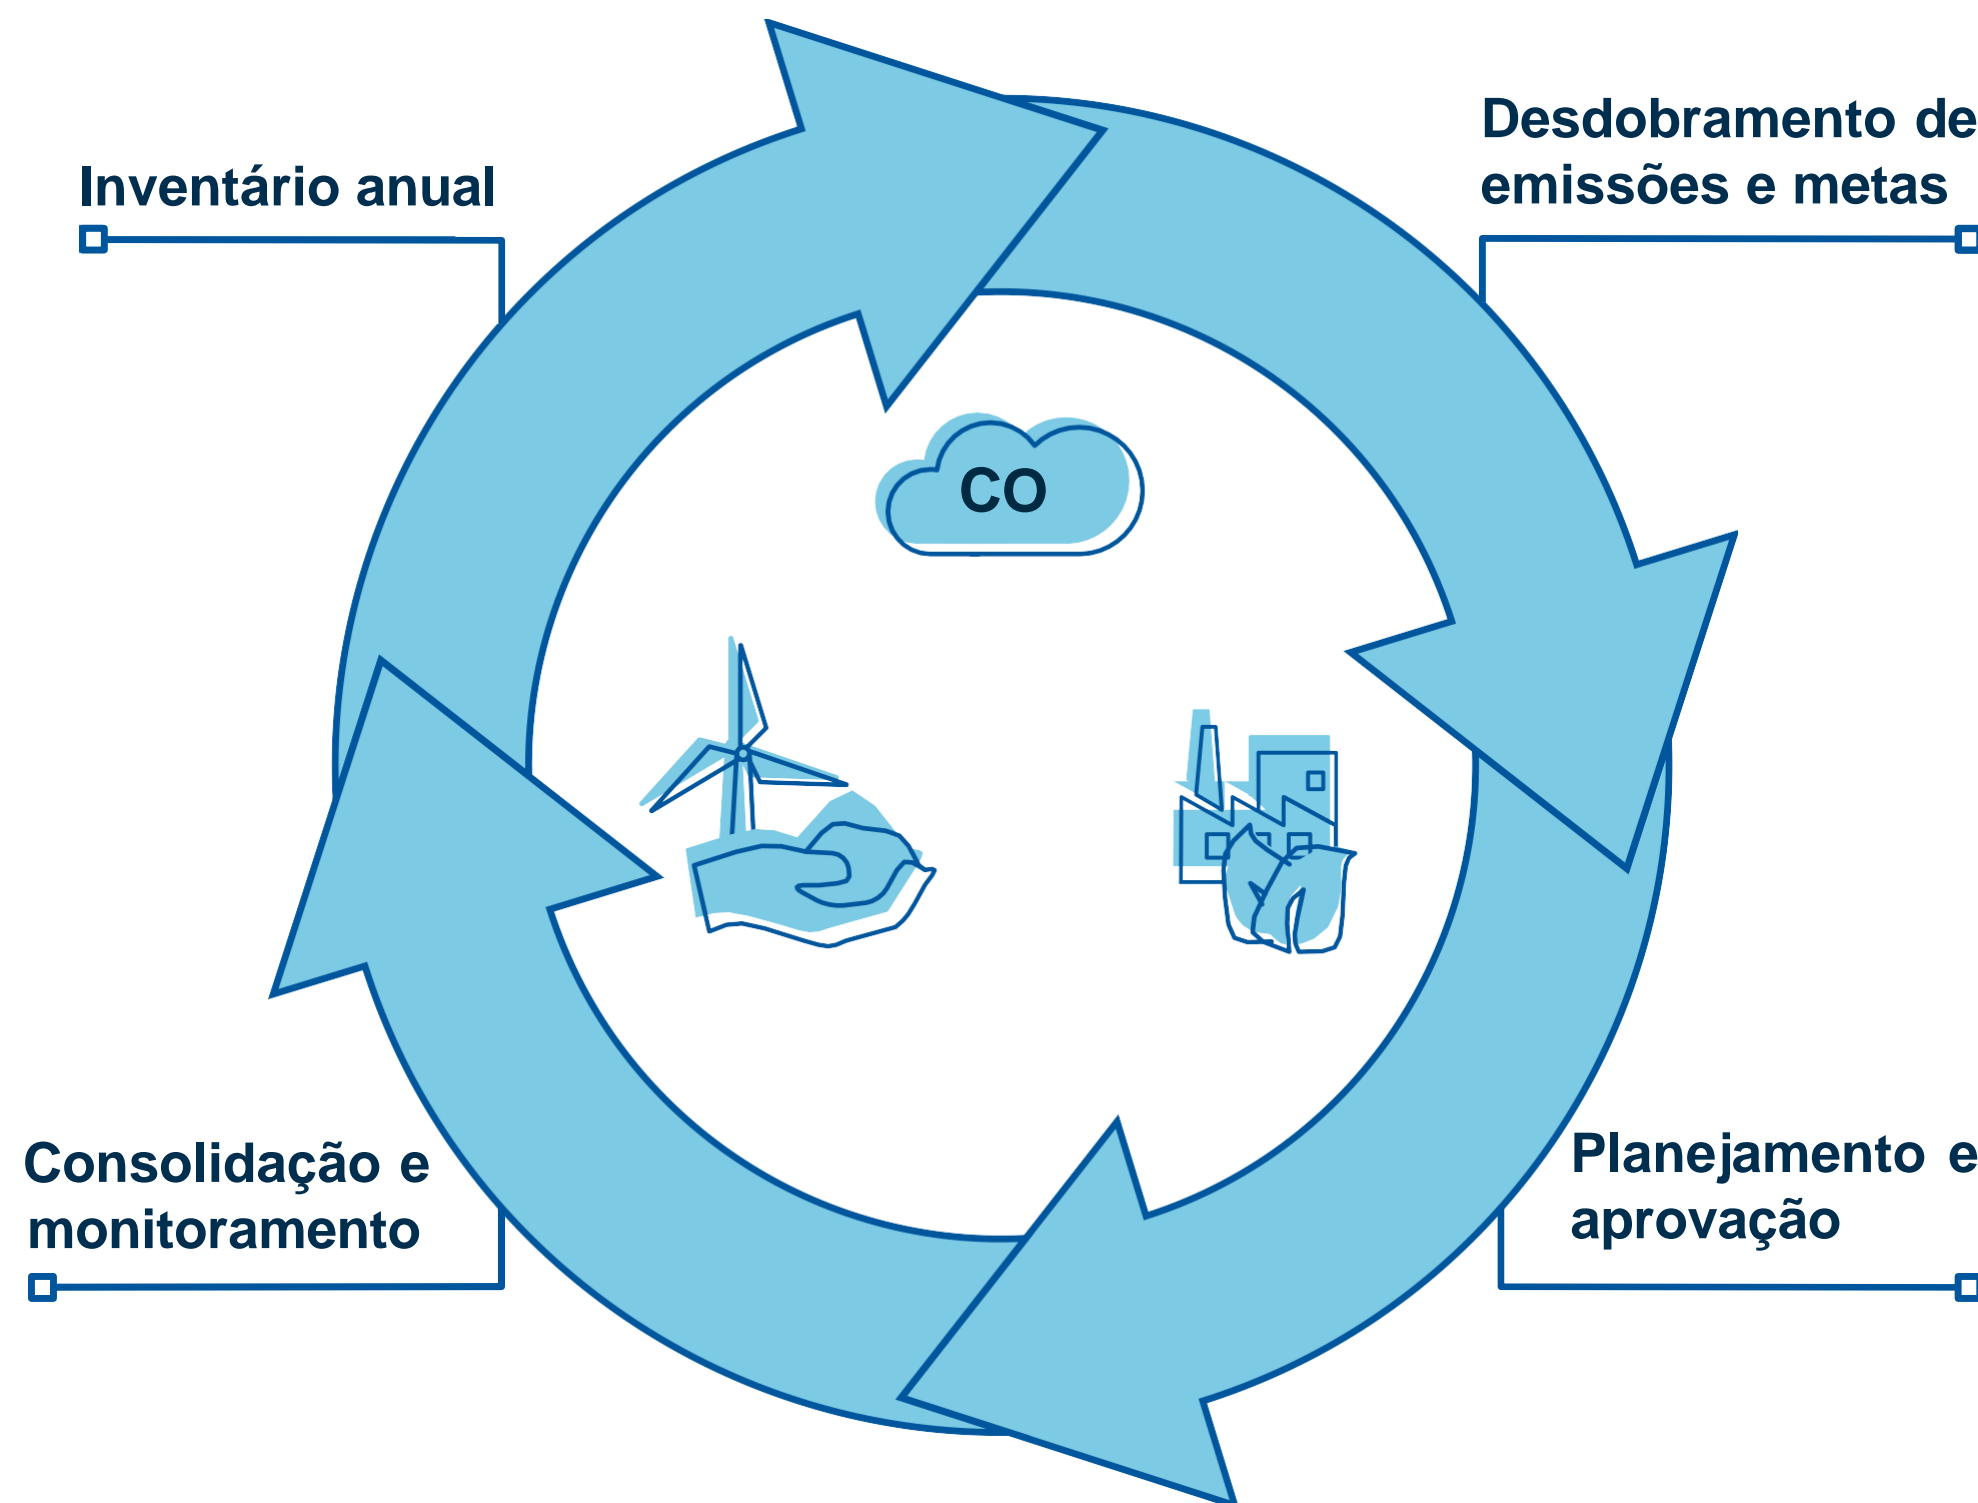 Inventário anual
Desdobramento de
emissões e metas
CO
Consolidação e
monitoramento
Planejamento e
aprovação